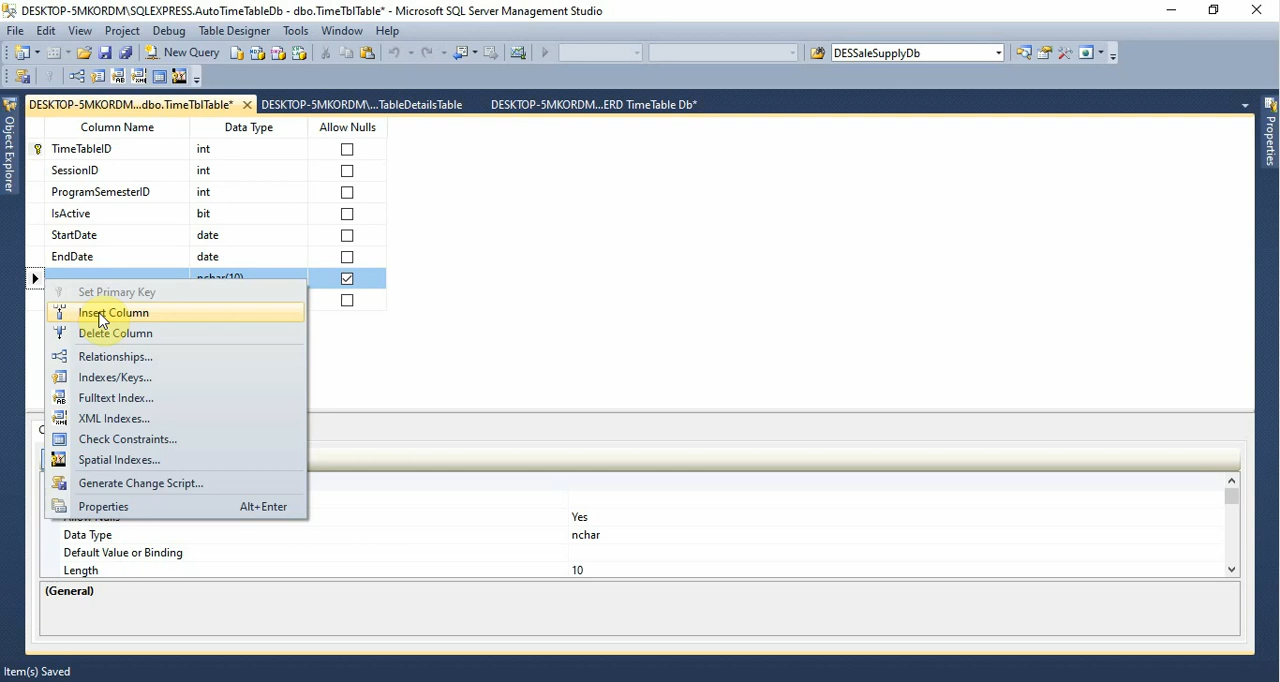 DESKTOP-5MKORDM\SQLEXPRESS.AutoTimeTableDb - dbo.TimeTblTable* - Microsoft SQL Server Management Studio
File Edit View Project Debug Table Designer Tools Window Help
New Query DESSaleSupplyDb
DESKTOP-5MKORDM...dbo.TimeTblTable* DESKTOP-5MKORDM\...TableDetailsTable DESKTOP-5MKORDM...ERD TimeTable Db*
Object Explorer
Properties
Column Name Data Type Allow Nulls
TimeTableID int
SessionID int
ProgramSemesterID int
IsActive bit
StartDate date
EndDate date
nchar(10)
Set Primary Key
Insert Column
Delete Column
Relationships...
Indexes/Keys...
Fulltext Index...
XML Indexes...
Check Constraints...
Spatial Indexes...
Generate Change Script...
Properties Alt+Enter
Allow Nulls Yes
Data Type nchar
Default Value or Binding
Length 10
(General)
Item(s) Saved